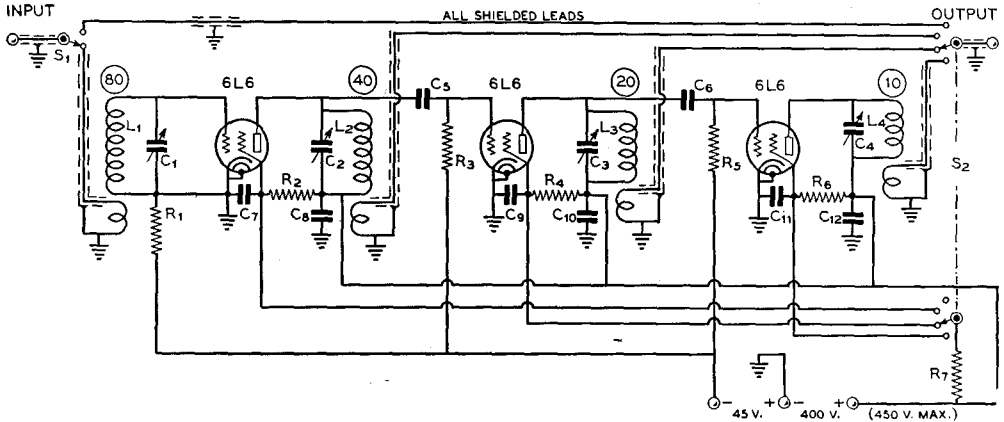 INPUT
ALL SHIELDED LEADS
OUTPUT
S1
80
6L6
40
C5
6L6
20
C6
6L6
10
L1
C1
L2
C2
R3
L3
C3
R5
L4
C4
S2
R1
C7
R2
C8
C9
R4
C10
C11
R6
C12
R7
− 45 V. + − 400 V. + (450 V. MAX.)